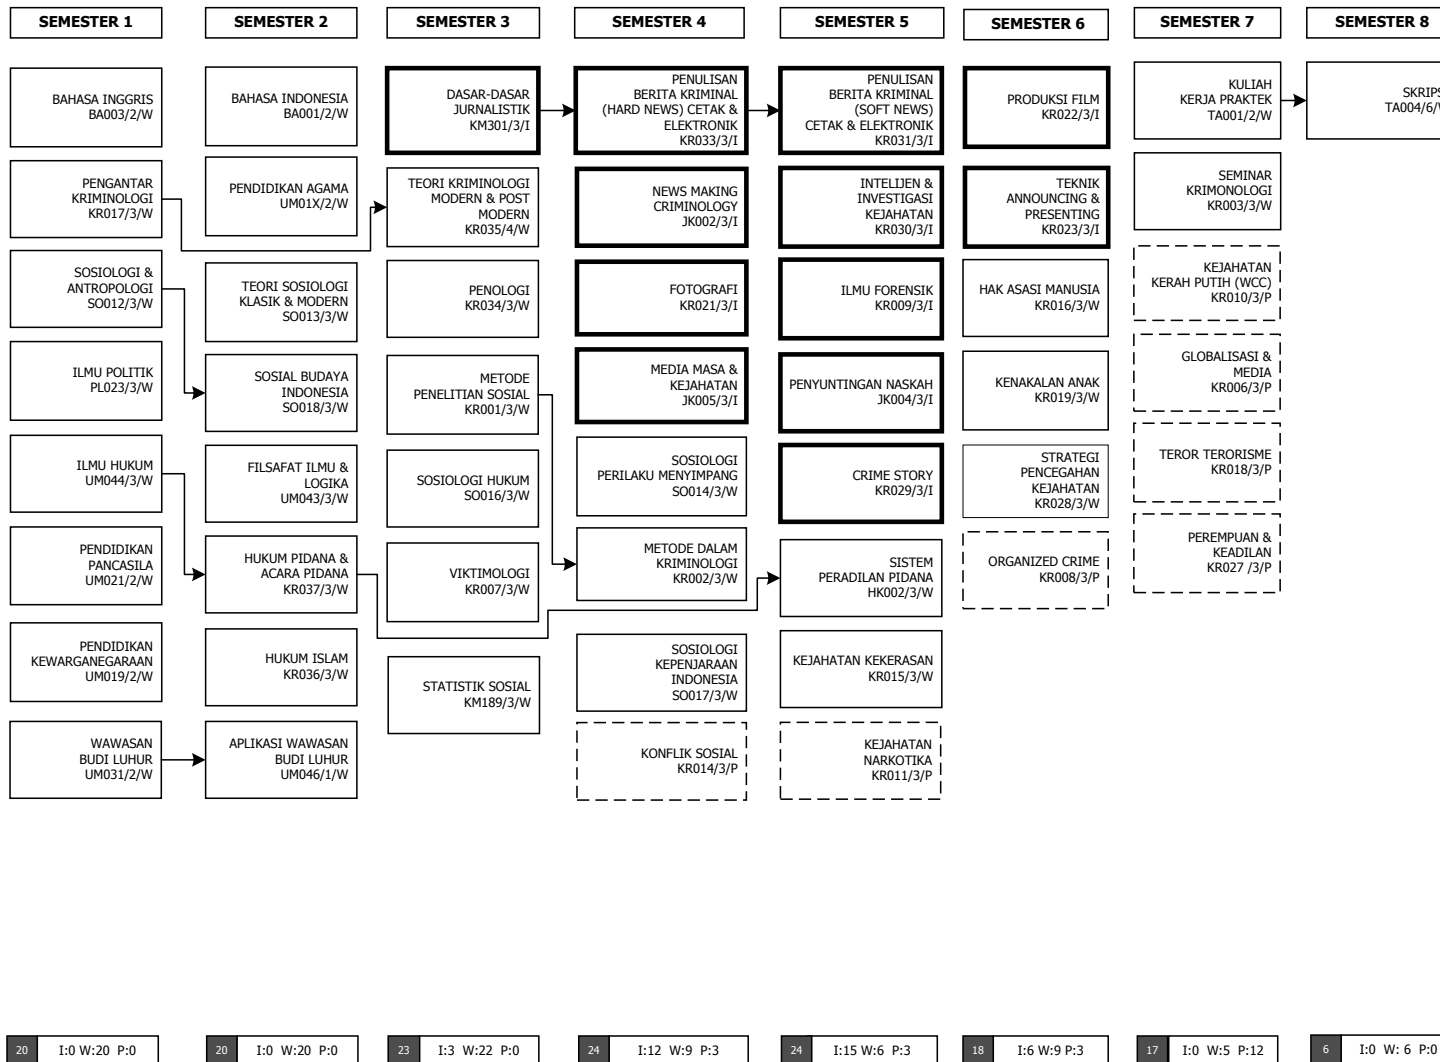 SEMESTER 1
SEMESTER 2
SEMESTER 3
SEMESTER 4
SEMESTER 5
SEMESTER 6
SEMESTER 7
SEMESTER 8
BAHASA INGGRIS
BA003/2/W
PENGANTAR
KRIMINOLOGI
KR017/3/W
SOSIOLOGI &
ANTROPOLOGI
SO012/3/W
ILMU POLITIK
PL023/3/W
ILMU HUKUM
UM044/3/W
PENDIDIKAN
PANCASILA
UM021/2/W
PENDIDIKAN
KEWARGANEGARAAN
UM019/2/W
WAWASAN
BUDI LUHUR
UM031/2/W
BAHASA INDONESIA
BA001/2/W
PENDIDIKAN AGAMA
UM01X/2/W
TEORI SOSIOLOGI
KLASIK & MODERN
SO013/3/W
SOSIAL BUDAYA
INDONESIA
SO018/3/W
FILSAFAT ILMU &
LOGIKA
UM043/3/W
HUKUM PIDANA &
ACARA PIDANA
KR037/3/W
HUKUM ISLAM
KR036/3/W
APLIKASI WAWASAN
BUDI LUHUR
UM046/1/W
DASAR-DASAR
JURNALISTIK
KM301/3/I
TEORI KRIMINOLOGI
MODERN & POST
MODERN
KR035/4/W
PENOLOGI
KR034/3/W
METODE
PENELITIAN SOSIAL
KR001/3/W
SOSIOLOGI HUKUM
SO016/3/W
VIKTIMOLOGI
KR007/3/W
STATISTIK SOSIAL
KM189/3/W
PENULISAN
BERITA KRIMINAL
(HARD NEWS) CETAK &
ELEKTRONIK
KR033/3/I
NEWS MAKING
CRIMINOLOGY
JK002/3/I
FOTOGRAFI
KR021/3/I
MEDIA MASA &
KEJAHATAN
JK005/3/I
SOSIOLOGI
PERILAKU MENYIMPANG
SO014/3/W
METODE DALAM
KRIMINOLOGI
KR002/3/W
SOSIOLOGI
KEPENJARAAN
INDONESIA
SO017/3/W
KONFLIK SOSIAL
KR014/3/P
PENULISAN
BERITA KRIMINAL
(SOFT NEWS)
CETAK & ELEKTRONIK
KR031/3/I
INTELIJEN &
INVESTIGASI
KEJAHATAN
KR030/3/I
ILMU FORENSIK
KR009/3/I
PENYUNTINGAN NASKAH
JK004/3/I
CRIME STORY
KR029/3/I
SISTEM
PERADILAN PIDANA
HK002/3/W
KEJAHATAN KEKERASAN
KR015/3/W
KEJAHATAN
NARKOTIKA
KR011/3/P
PRODUKSI FILM
KR022/3/I
TEKNIK
ANNOUNCING &
PRESENTING
KR023/3/I
HAK ASASI MANUSIA
KR016/3/W
KENAKALAN ANAK
KR019/3/W
STRATEGI
PENCEGAHAN
KEJAHATAN
KR028/3/W
ORGANIZED CRIME
KR008/3/P
KULIAH
KERJA PRAKTEK
TA001/2/W
SEMINAR
KRIMONOLOGI
KR003/3/W
KEJAHATAN
KERAH PUTIH (WCC)
KR010/3/P
GLOBALISASI &
MEDIA
KR006/3/P
TEROR TERORISME
KR018/3/P
PEREMPUAN &
KEADILAN
KR027 /3/P
SKRIPS
TA004/6/
20 I:0 W:20 P:0
20 I:0 W:20 P:0
23 I:3 W:22 P:0
24 I:12 W:9 P:3
24 I:15 W:6 P:3
18 I:6 W:9 P:3
17 I:0 W:5 P:12
6 I:0 W: 6 P:0